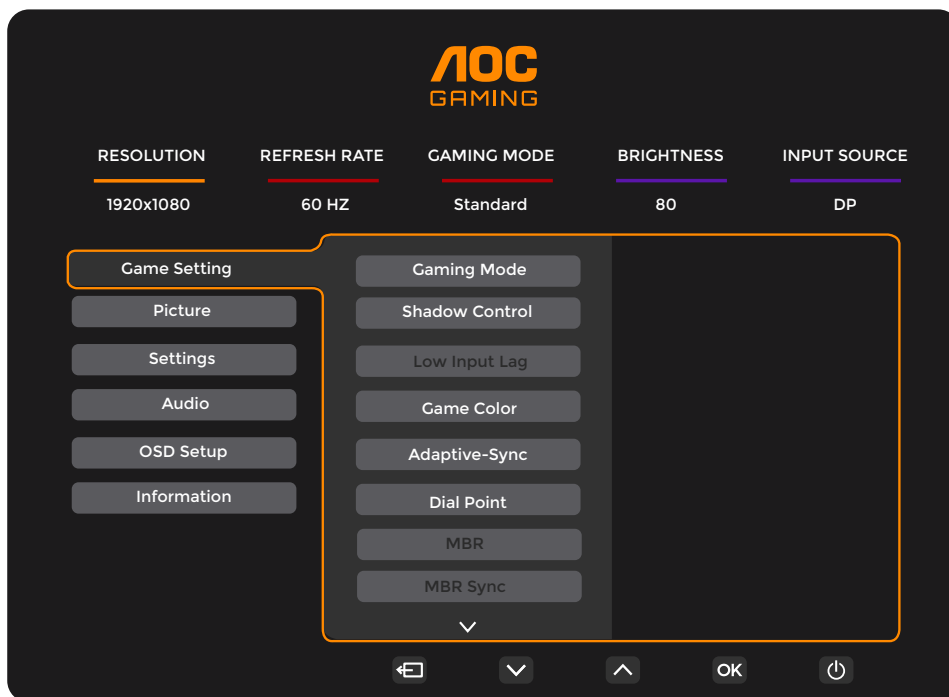 AOC
GAMING
RESOLUTION REFRESH RATE GAMING MODE BRIGHTNESS INPUT SOURCE
1920x1080 60 HZ Standard 80 DP
Game Setting
Picture
Settings
Audio
OSD Setup
Information
Gaming Mode
Shadow Control
Low Input Lag
Game Color
Adaptive-Sync
Dial Point
MBR
MBR Sync
OK